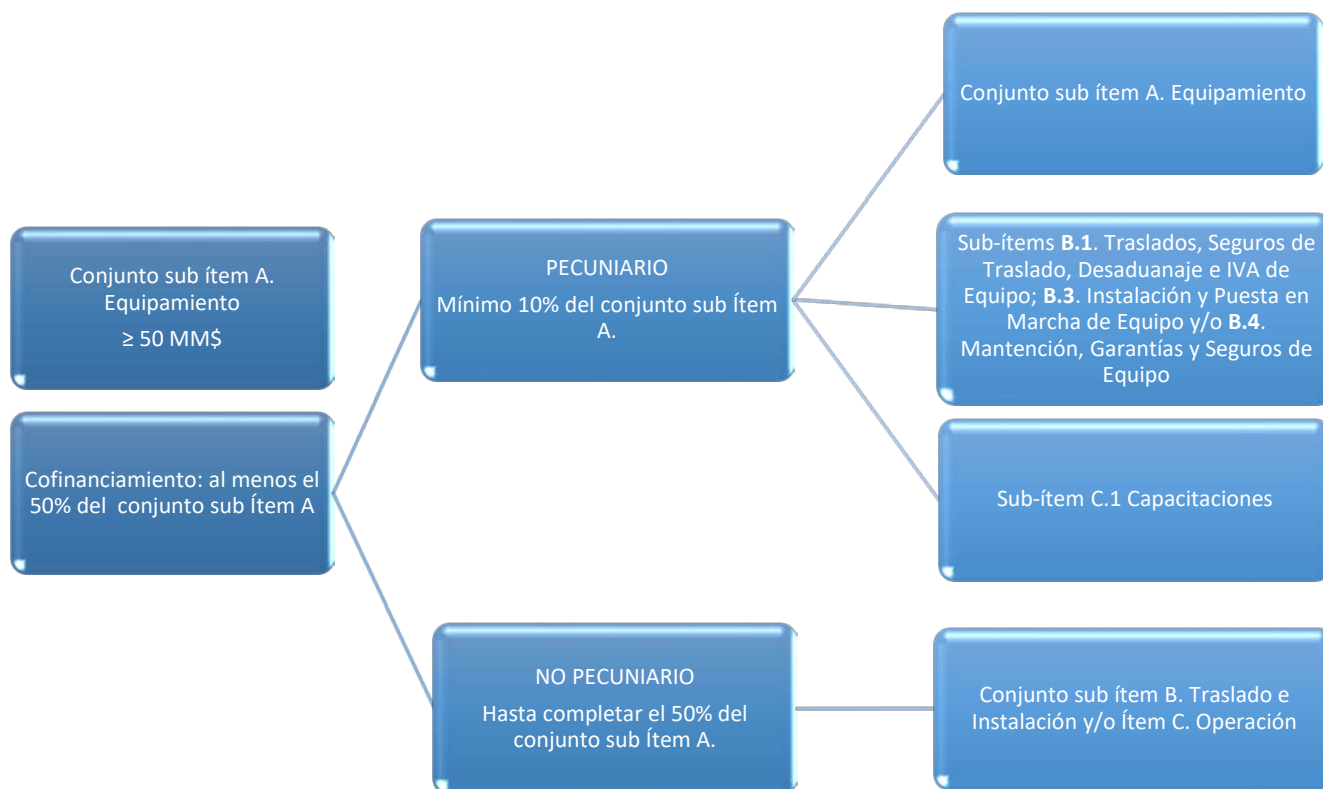 Conjunto sub ítem A.
Equipamiento
≥ 50 MM$
Cofinanciamiento: al menos el
50% del conjunto sub Ítem A
PECUNIARIO
Mínimo 10% del conjunto sub Ítem
A.
NO PECUNIARIO
Hasta completar el 50% del
conjunto sub Ítem A.
Conjunto sub ítem A. Equipamiento
Sub-ítems B.1. Traslados, Seguros de
Traslado, Desaduanaje e IVA de
Equipo; B.3. Instalación y Puesta en
Marcha de Equipo y/o B.4.
Mantención, Garantías y Seguros de
Equipo
Sub-ítem C.1 Capacitaciones
Conjunto sub ítem B. Traslado e
Instalación y/o Ítem C. Operación